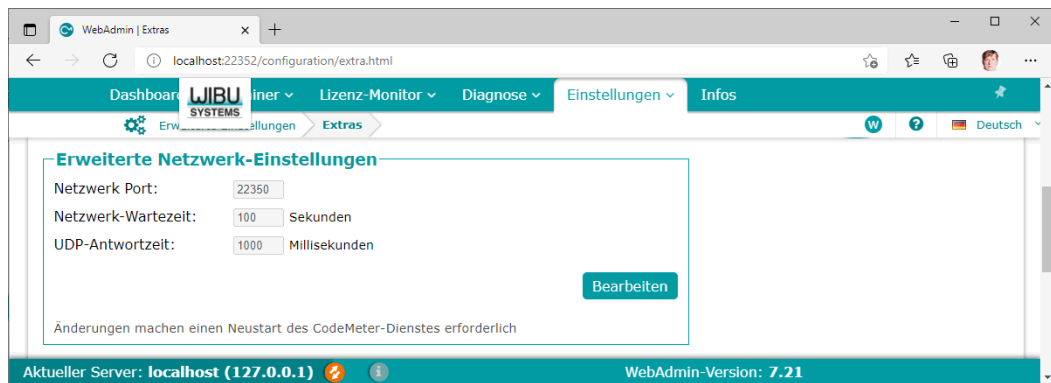 WebAdmin | Extras
localhost:22352/configuration/extra.html
WIBU
SYSTEMS
Lizenz-Monitor
Diagnose
Einstellungen
Infos
Extras
W
?
Deutsch
Erweiterte Netzwerk-Einstellungen
Netzwerk Port: 22350
Netzwerk-Wartezeit: 100 Sekunden
UDP-Antwortzeit: 1000 Millisekunden
Bearbeiten
Änderungen machen einen Neustart des CodeMeter-Dienstes erforderlich
Aktueller Server: localhost (127.0.0.1)
WebAdmin-Version: 7.21